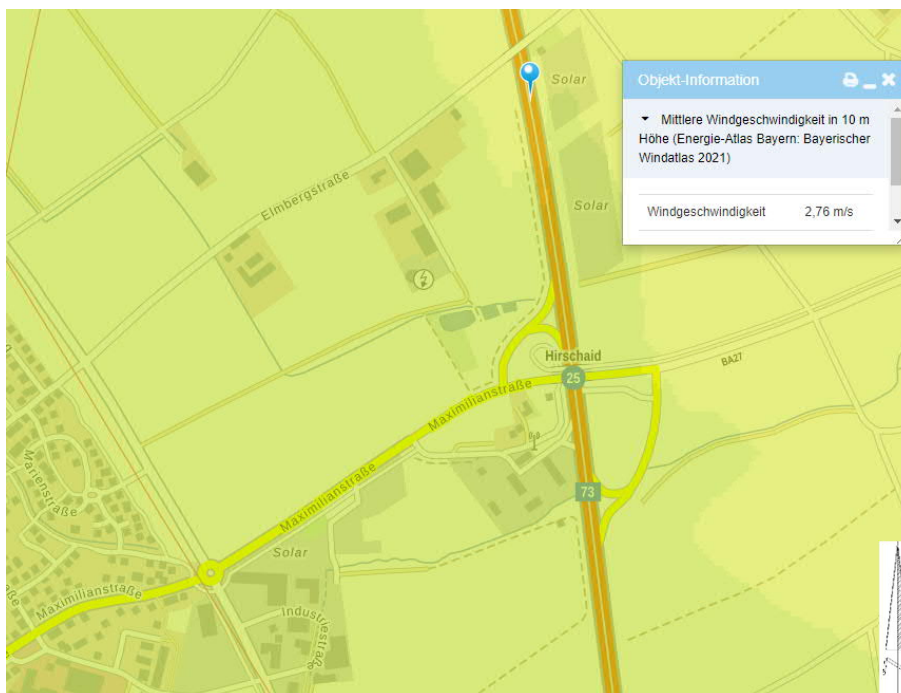 Solar
Objekt-Information
Mittlere Windgeschwindigkeit in 10 m
Höhe (Energie-Atlas Bayern: Bayerischer
Windatlas 2021)
Windgeschwindigkeit 2,76 m/s
Elmbergstraße
Solar
Hirschaid
25
BA27
Maximilianstraße
Marienstraße
73
Maximilianstraße
Solar
Maximilianstraße
Industriestraße